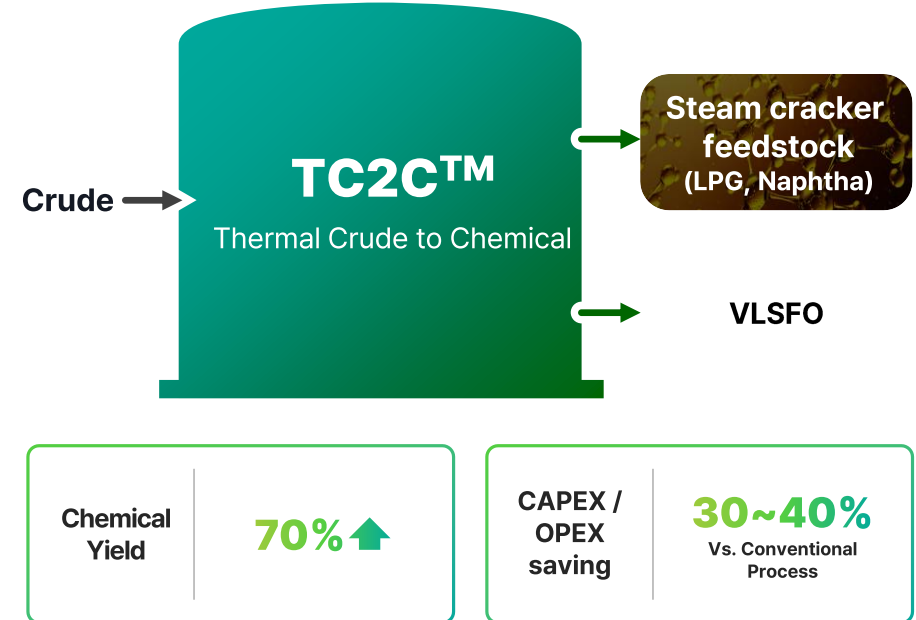 Crude
TC2C™
Thermal Crude to Chemical
Steam cracker
feedstock
(LPG, Naphtha)
VLSFO
Chemical
Yield
70%
CAPEX /
OPEX
saving
30~40%
Vs. Conventional
Process